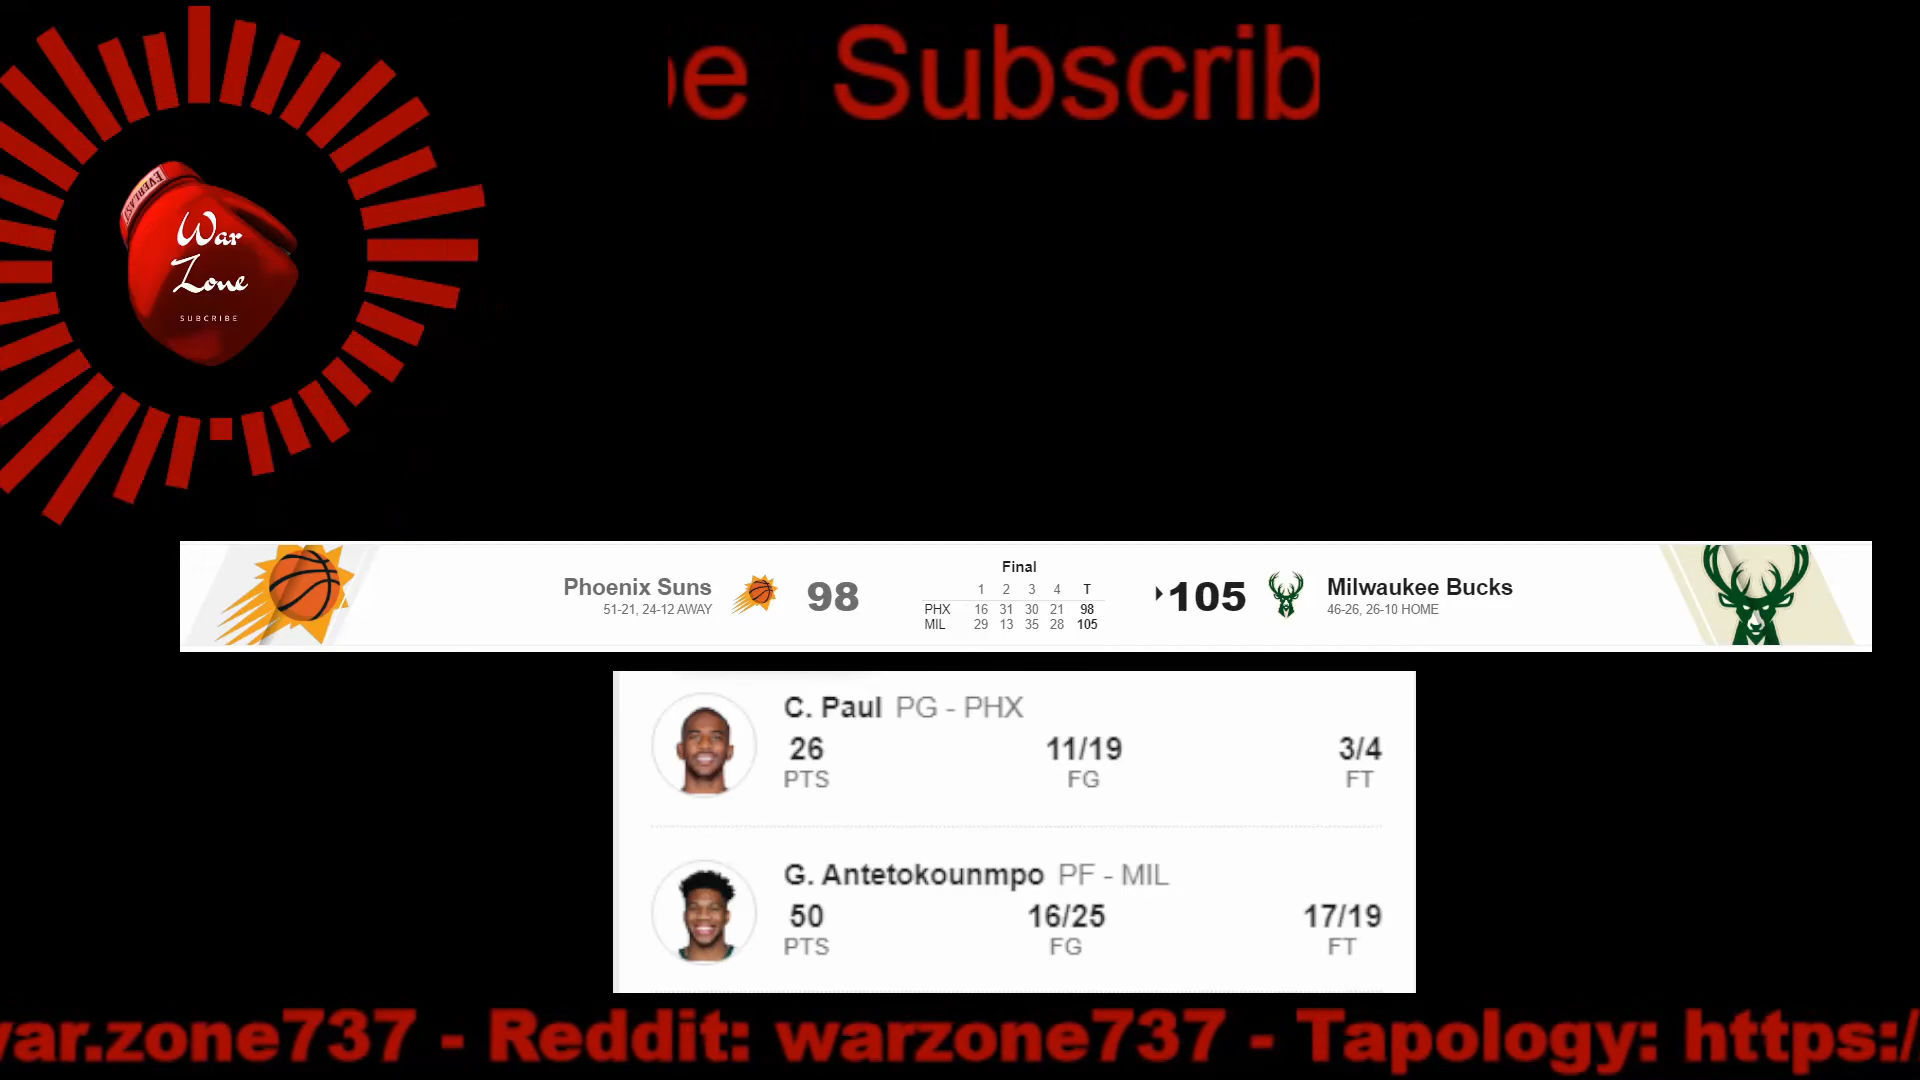 be Subscrib
EVERLAST
War
Zone
SUBCRIBE
Final
Phoenix Suns 98 105 Milwaukee Bucks
51-21, 24-12 AWAY 46-26, 26-10 HOME
1 2 3 4 T
PHX 16 31 30 21 98
MIL 29 13 35 28 105
C. Paul PG - PHX
26 11/19 3/4
PTS FG FT
G. Antetokounmpo PF - MIL
50 16/25 17/19
PTS FG FT
war.zone737 - Reddit: warzone737 - Tapology: https:/